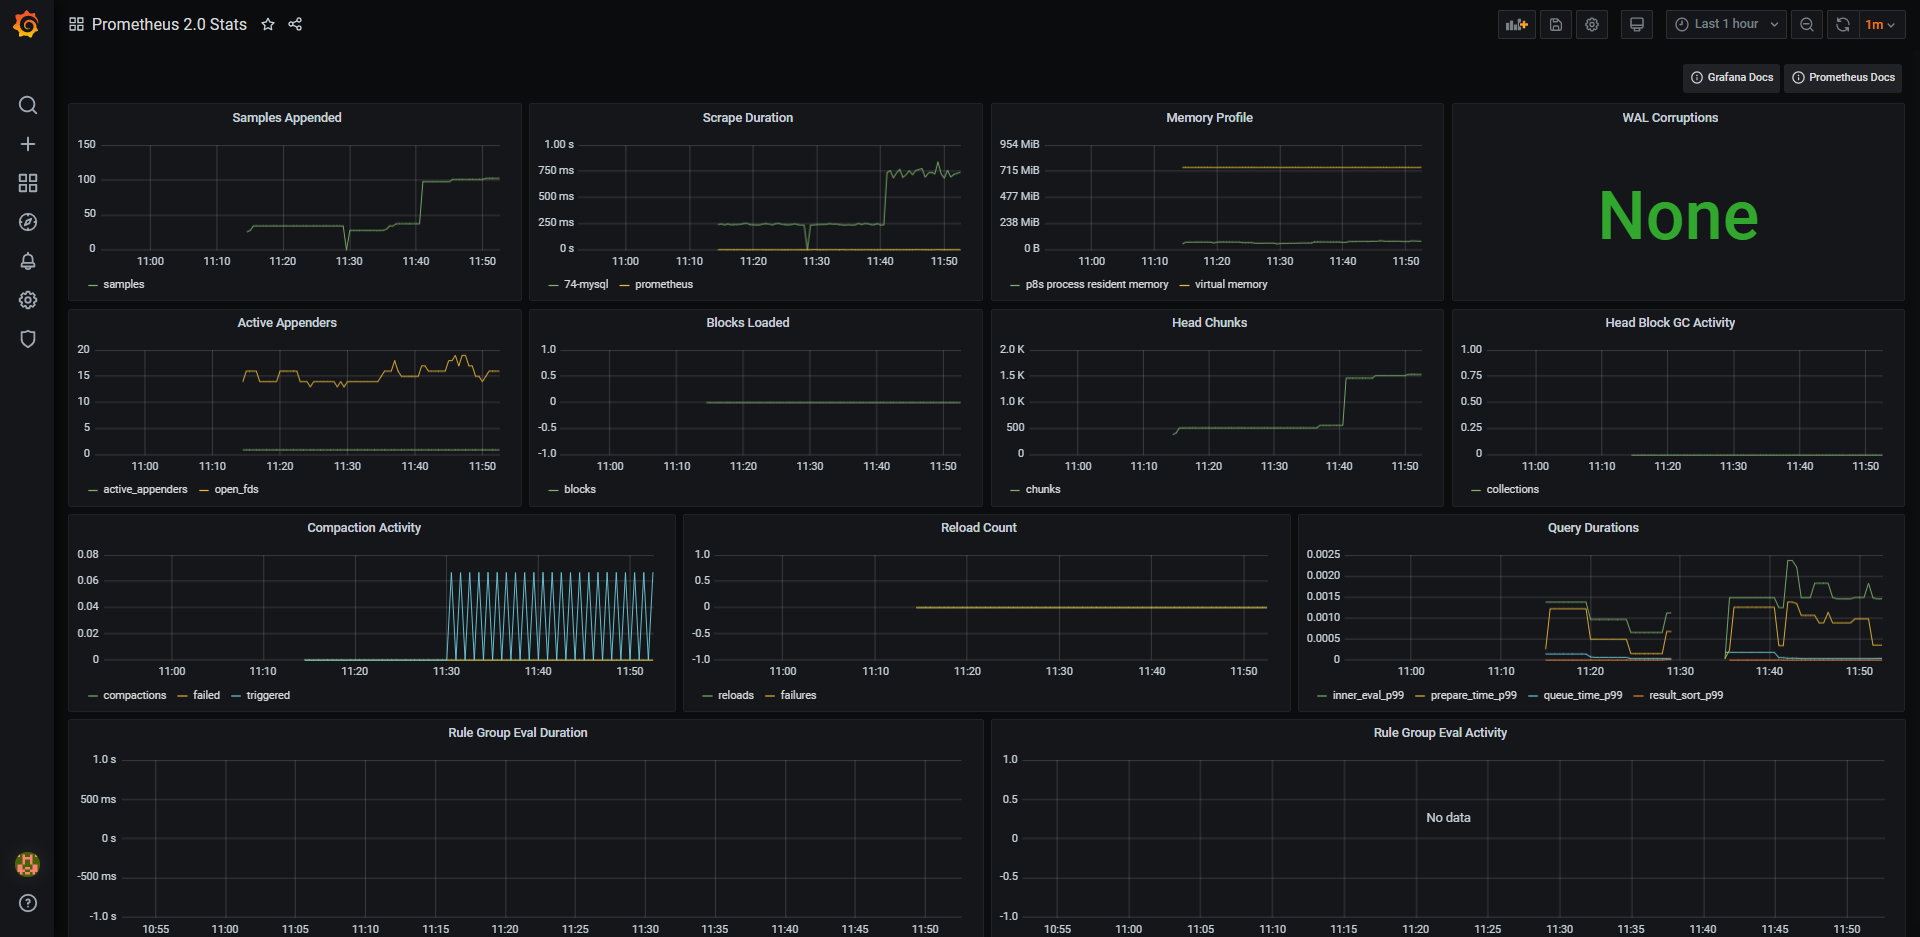 Prometheus 2.0 Stats
Last 1 hour
1m
Grafana Docs
Prometheus Docs
Samples Appended
150
100
50
0
11:00 11:10 11:20 11:30 11:40 11:50
samples
Scrape Duration
1.00 s
750 ms
500 ms
250 ms
0 s
11:00 11:10 11:20 11:30 11:40 11:50
74-mysql prometheus
Memory Profile
954 MiB
715 MiB
477 MiB
238 MiB
0 B
11:00 11:10 11:20 11:30 11:40 11:50
p8s process resident memory virtual memory
WAL Corruptions
None
Active Appenders
20
15
10
5
0
11:00 11:10 11:20 11:30 11:40 11:50
active_appenders open_fds
Blocks Loaded
1.0
0.5
0
-0.5
-1.0
11:00 11:10 11:20 11:30 11:40 11:50
blocks
Head Chunks
2.0 K
1.5 K
1.0 K
500
0
11:00 11:10 11:20 11:30 11:40 11:50
chunks
Head Block GC Activity
1.00
0.75
0.50
0.25
0
11:00 11:10 11:20 11:30 11:40 11:50
collections
Compaction Activity
0.08
0.06
0.04
0.02
0
11:00 11:10 11:20 11:30 11:40 11:50
compactions failed triggered
Reload Count
1.0
0.5
0
-0.5
-1.0
11:00 11:10 11:20 11:30 11:40 11:50
reloads failures
Query Durations
0.0025
0.0020
0.0015
0.0010
0.0005
0
11:00 11:10 11:20 11:30 11:40 11:50
inner_eval_p99 prepare_time_p99 queue_time_p99 result_sort_p99
Rule Group Eval Duration
1.0 s
500 ms
0 s
-500 ms
-1.0 s
10:55 11:00 11:05 11:10 11:15 11:20 11:25 11:30 11:35 11:40 11:45 11:50
Rule Group Eval Activity
1.0
0.5
No data
0
-0.5
-1.0
10:55 11:00 11:05 11:10 11:15 11:20 11:25 11:30 11:35 11:40 11:45 11:50